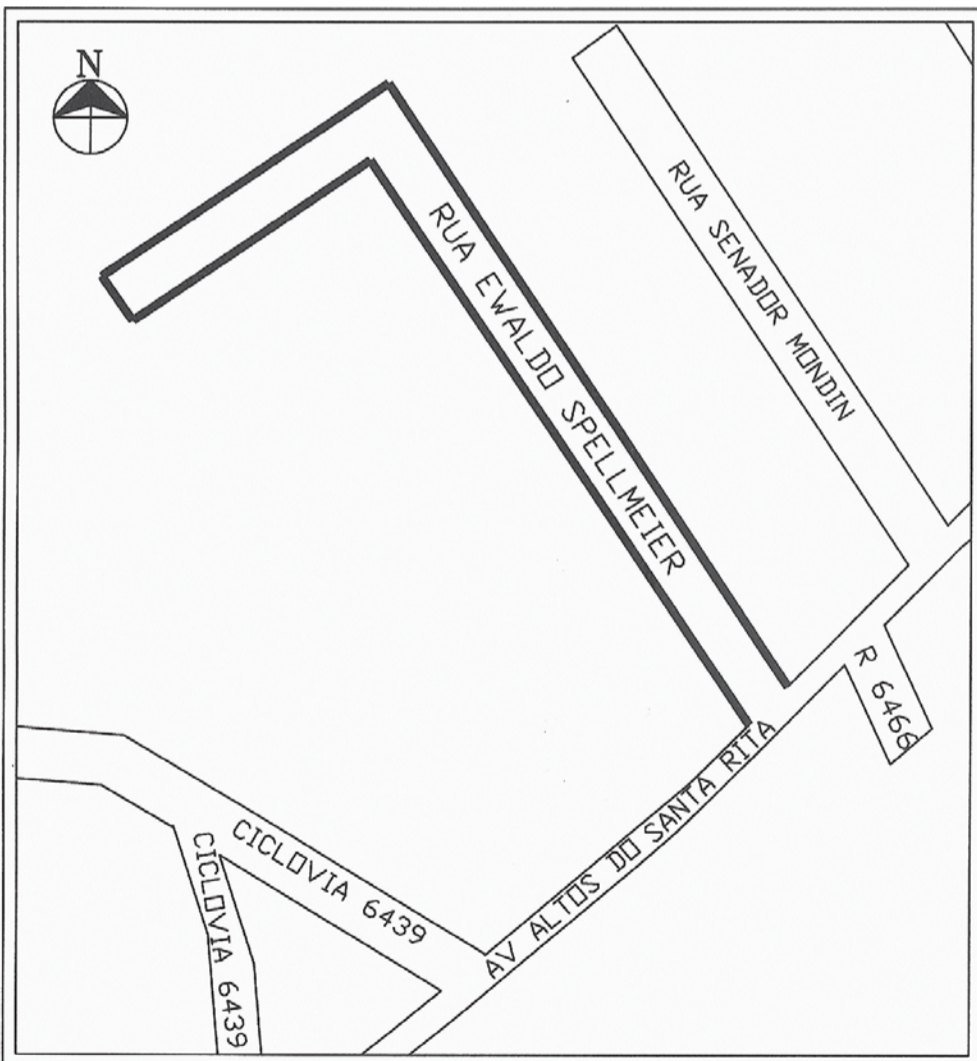 N
RUA SENADOR MONDIN
RUA EWALDO SPELLMEIER
R 6466
AV ALTOS DO SANTA RITA
CICLOVIA 6439
CICLOVIA 6439